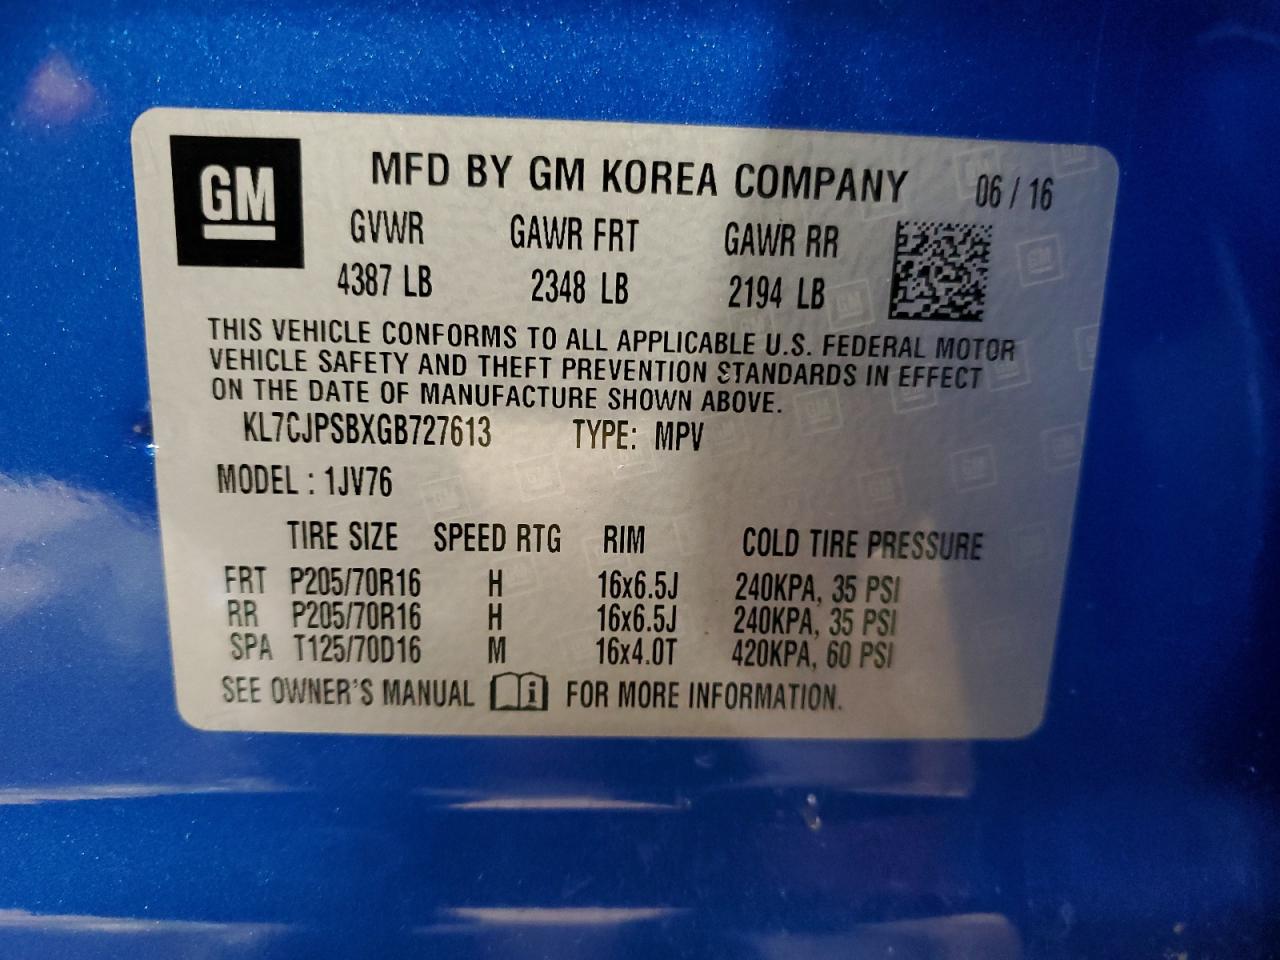 GM
MFD BY GM KOREA COMPANY 06 / 16
GVWR GAWR FRT GAWR RR
4387 LB 2348 LB 2194 LB
THIS VEHICLE CONFORMS TO ALL APPLICABLE U.S. FEDERAL MOTOR
VEHICLE SAFETY AND THEFT PREVENTION STANDARDS IN EFFECT
ON THE DATE OF MANUFACTURE SHOWN ABOVE.
KL7CJPSBXGB727613 TYPE: MPV
MODEL : 1JV76
TIRE SIZE SPEED RTG RIM COLD TIRE PRESSURE
FRT P205/70R16 H 16x6.5J 240KPA, 35 PSI
RR P205/70R16 H 16x6.5J 240KPA, 35 PSI
SPA T125/70D16 M 16x4.0T 420KPA, 60 PSI
SEE OWNER'S MANUAL i FOR MORE INFORMATION.